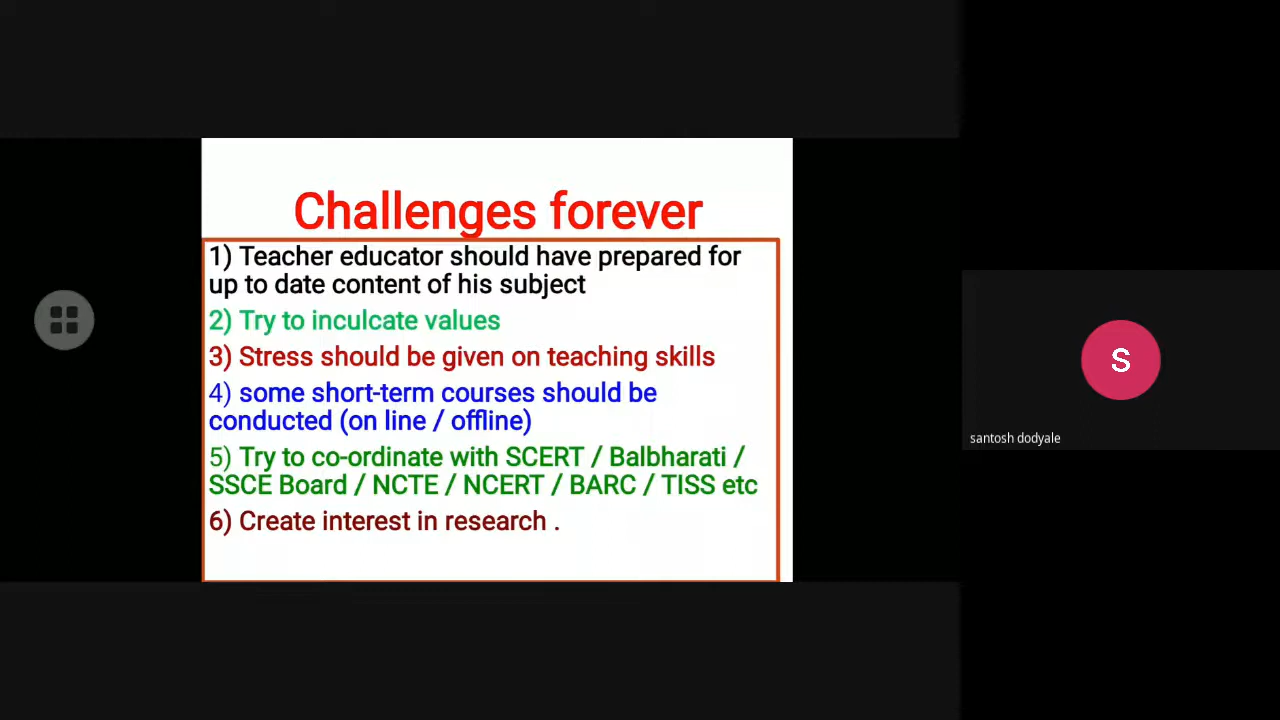 Challenges forever
1) Teacher educator should have prepared for
up to date content of his subject
2) Try to inculcate values
3) Stress should be given on teaching skills
4) some short-term courses should be
conducted (on line / offline)
5) Try to co-ordinate with SCERT / Balbharati /
SSCE Board / NCTE / NCERT / BARC / TISS etc
6) Create interest in research .
S
santosh dodyale